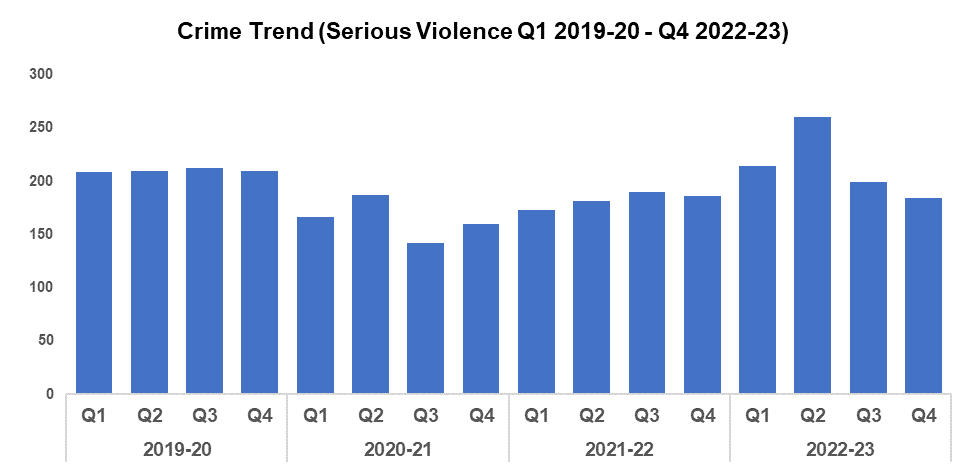 Crime Trend (Serious Violence Q1 2019-20 - Q4 2022-23)
300
250
200
150
100
50
0
Q1 Q2 Q3 Q4 Q1 Q2 Q3 Q4 Q1 Q2 Q3 Q4 Q1 Q2 Q3 Q4
2019-20 2020-21 2021-22 2022-23